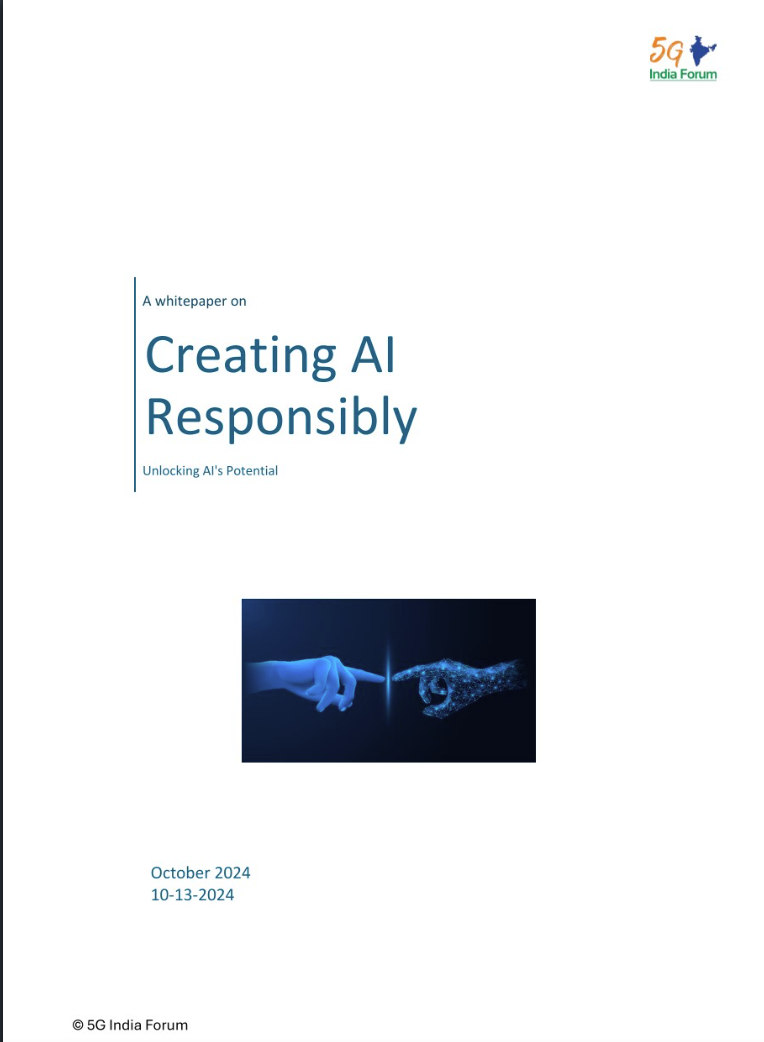 5G
India Forum
A whitepaper on
Creating AI
Responsibly
Unlocking AI's Potential
October 2024
10-13-2024
© 5G India Forum